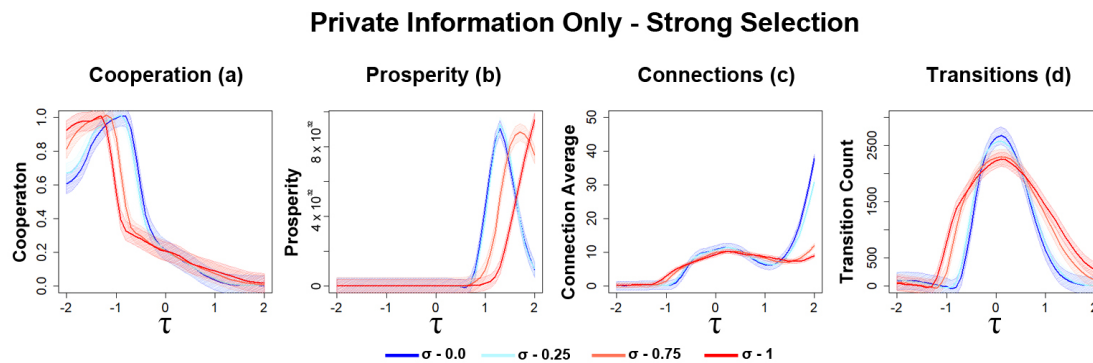 Private Information Only - Strong Selection
Cooperation (a)
Prosperity (b)
Connections (c)
Transitions (d)
Cooperaton
0.0 0.2 0.4 0.6 0.8 1.0
-2 -1 0 1 2
τ
Prosperity
0 4×10⁻³² 8×10⁻³²
-2 -1 0 1 2
τ
Connection Average
0 10 20 30 40 50
-2 -1 0 1 2
τ
Transition Count
0 500 1500 2500
-2 -1 0 1 2
τ
σ - 0.0 σ - 0.25 σ - 0.75 σ - 1